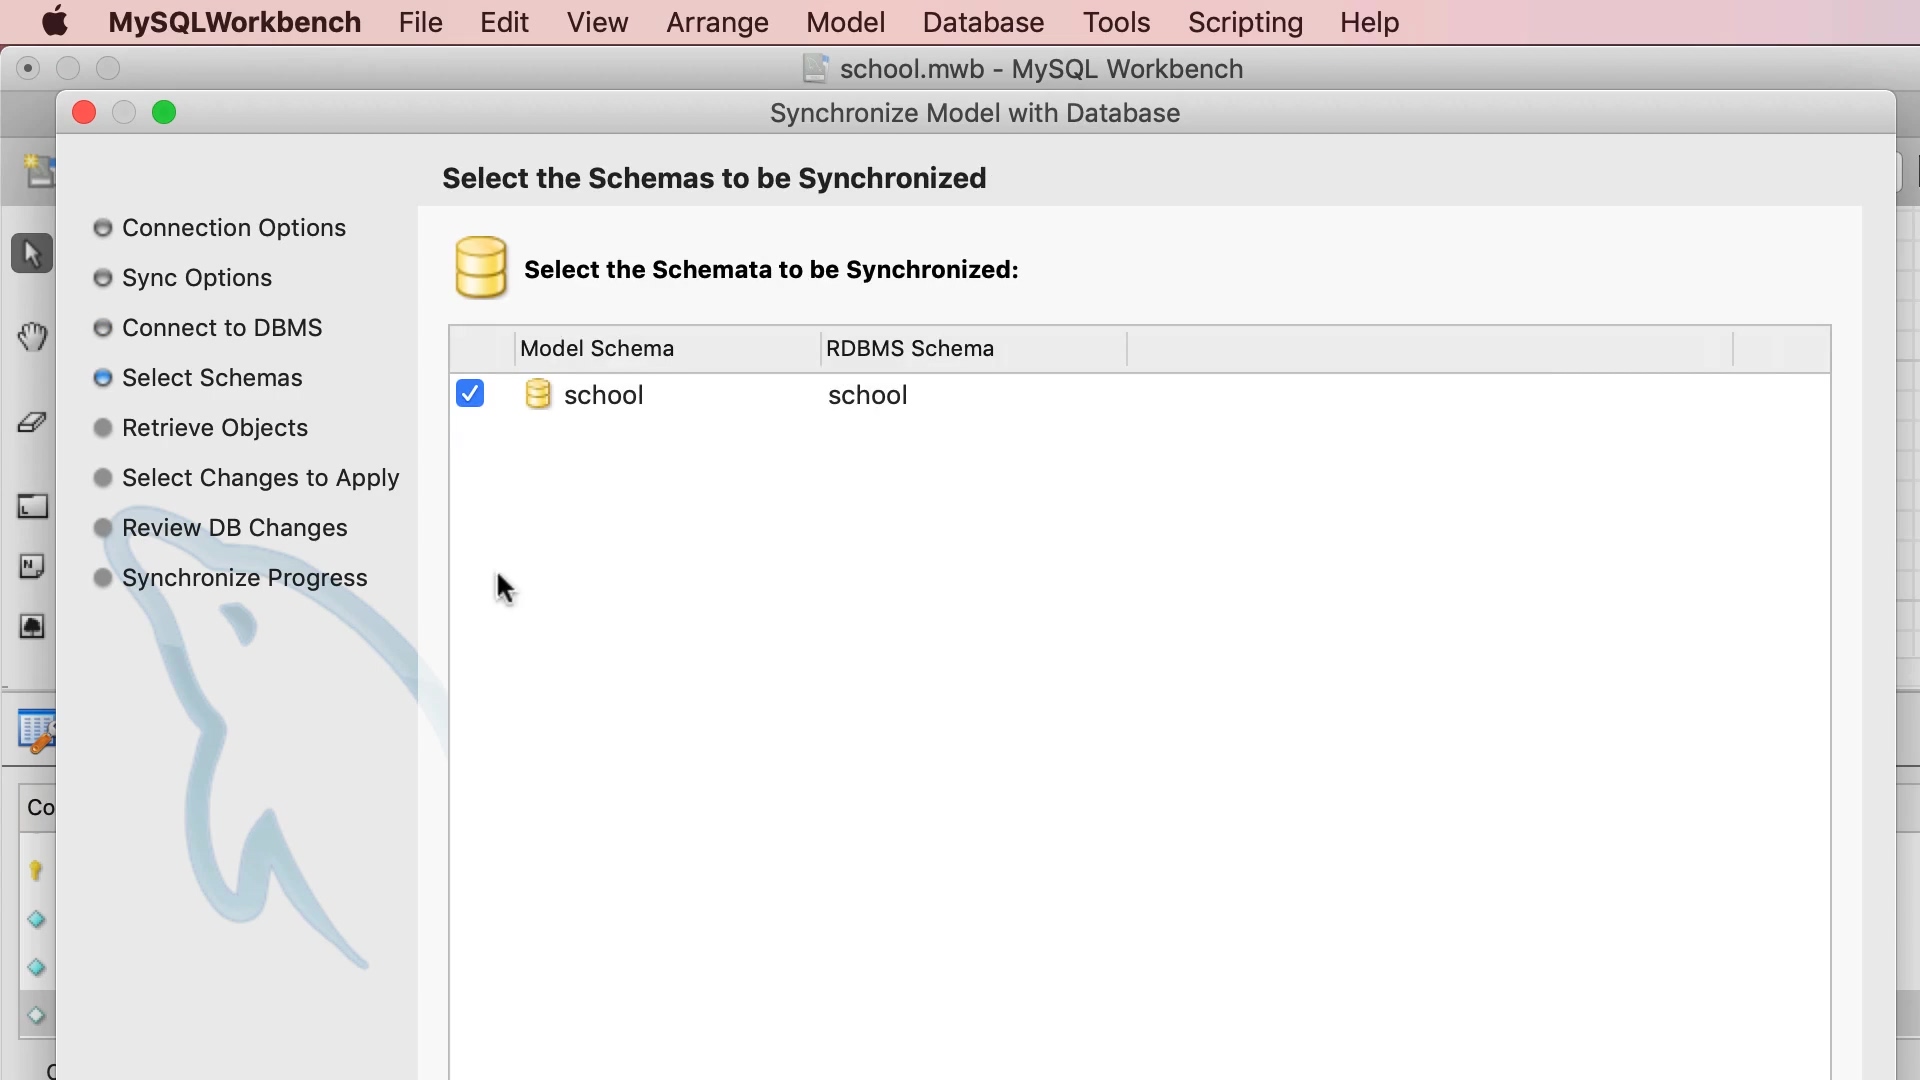 MySQLWorkbench File Edit View Arrange Model Database Tools Scripting Help
school.mwb - MySQL Workbench
Synchronize Model with Database
Select the Schemas to be Synchronized
Connection Options
Sync Options
Connect to DBMS
Select Schemas
Retrieve Objects
Select Changes to Apply
Review DB Changes
Synchronize Progress
Select the Schemata to be Synchronized:
Model Schema RDBMS Schema
school school
N
Co